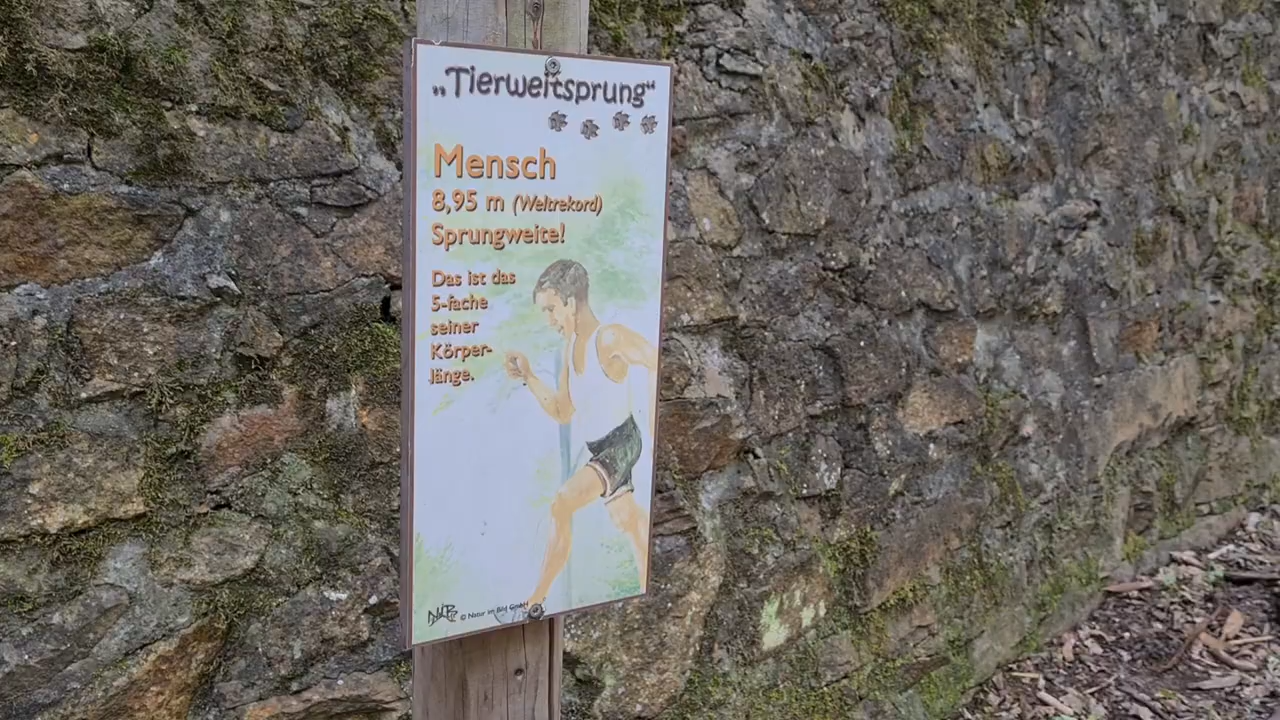 „Tierweitsprung“
Mensch
8,95 m (Weltrekord)
Sprungweite!
Das ist das
5-fache
seiner
Körper-
länge.
© Natur im Bild GmbH